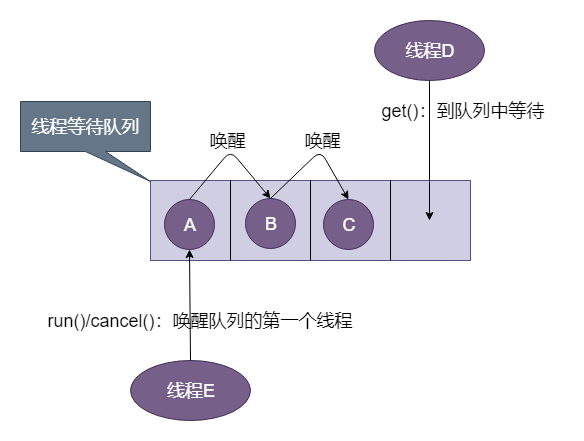 线程D
get()：到队列中等待
线程等待队列
唤醒
唤醒
A
B
C
run()/cancel()：唤醒队列的第一个线程
线程E